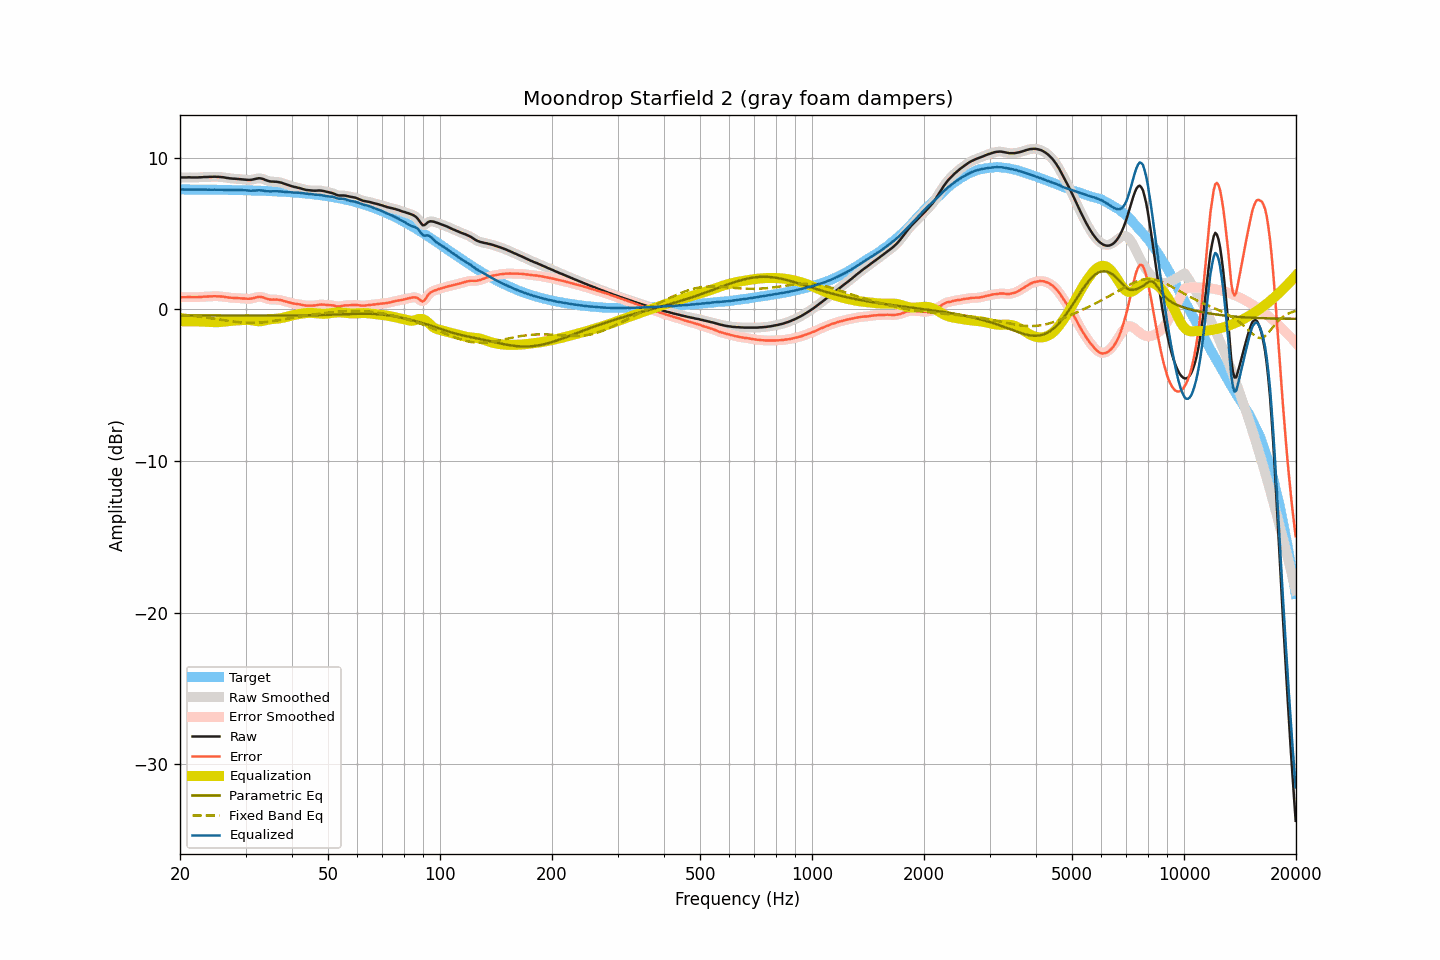 Moondrop Starfield 2 (gray foam dampers)
10
0
−10
−20
−30
Amplitude (dBr)
Target
Raw Smoothed
Error Smoothed
Raw
Error
Equalization
Parametric Eq
Fixed Band Eq
Equalized
20 50 100 200 500 1000 2000 5000 10000 20000
Frequency (Hz)